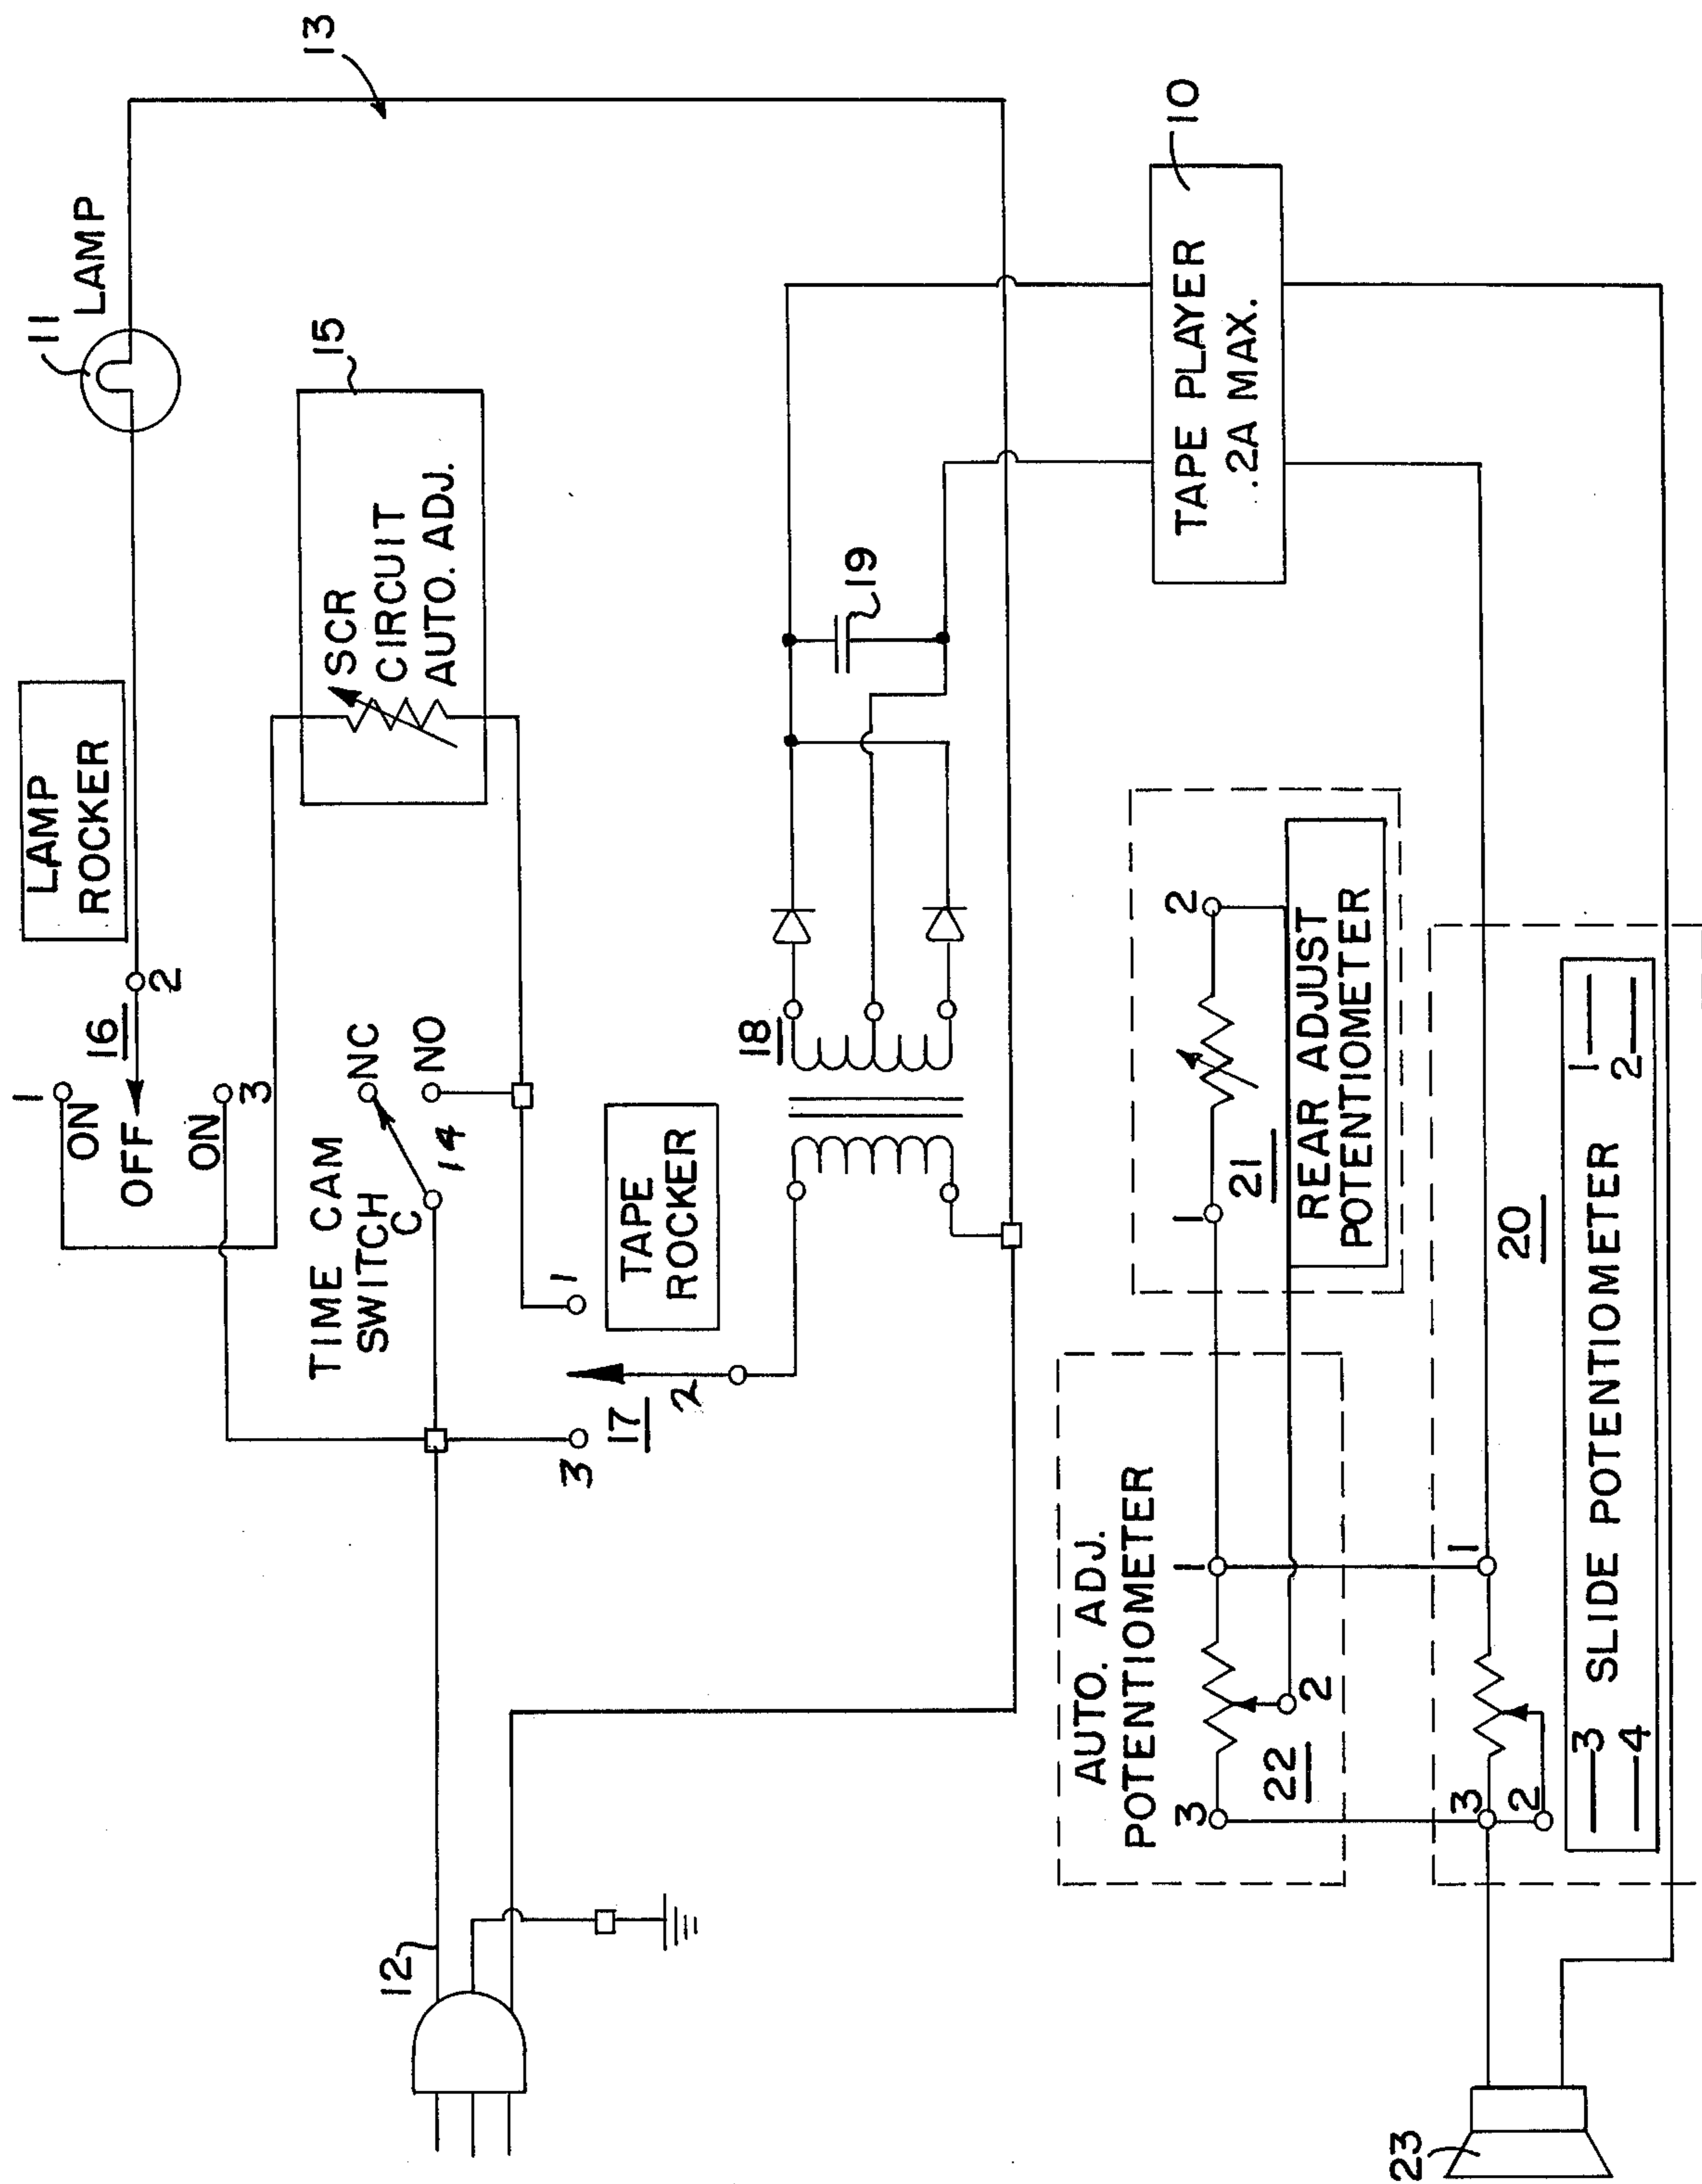 13
11
LAMP
LAMP
ROCKER
15
SCR
CIRCUIT
AUTO. ADJ.
1
ON
OFF
ON
3
16
2
TIME CAM
SWITCH
C
NC
NO
14
TAPE
ROCKER
1
2
3
17
12
18
19
10
TAPE PLAYER
.2A MAX.
AUTO. ADJ.
POTENTIOMETER
3
1
2
22
1
2
21
REAR ADJUST
POTENTIOMETER
3
1
2
20
3
4
SLIDE POTENTIOMETER
1
2
23